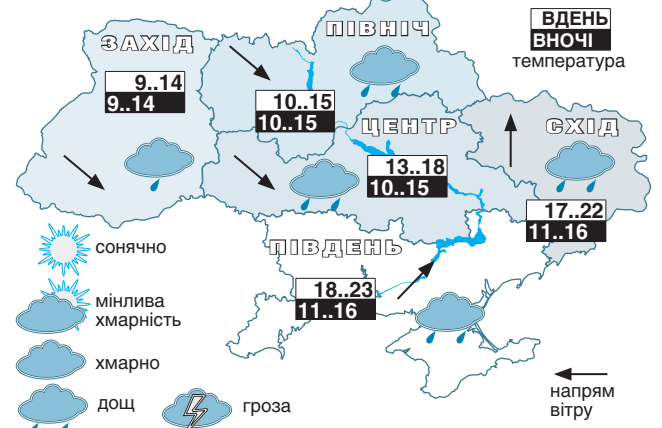 ПІВНІЧ
ВДЕНЬ
ВНОЧІ
температура
ЗАХІД
9..14
9..14
10..15
10..15
ЦЕНТР
СХІД
13..18
10..15
17..22
11..16
ПІВДЕНЬ
18..23
11..16
сонячно
мінлива
хмарність
хмарно
дощ
гроза
напрям
вітру